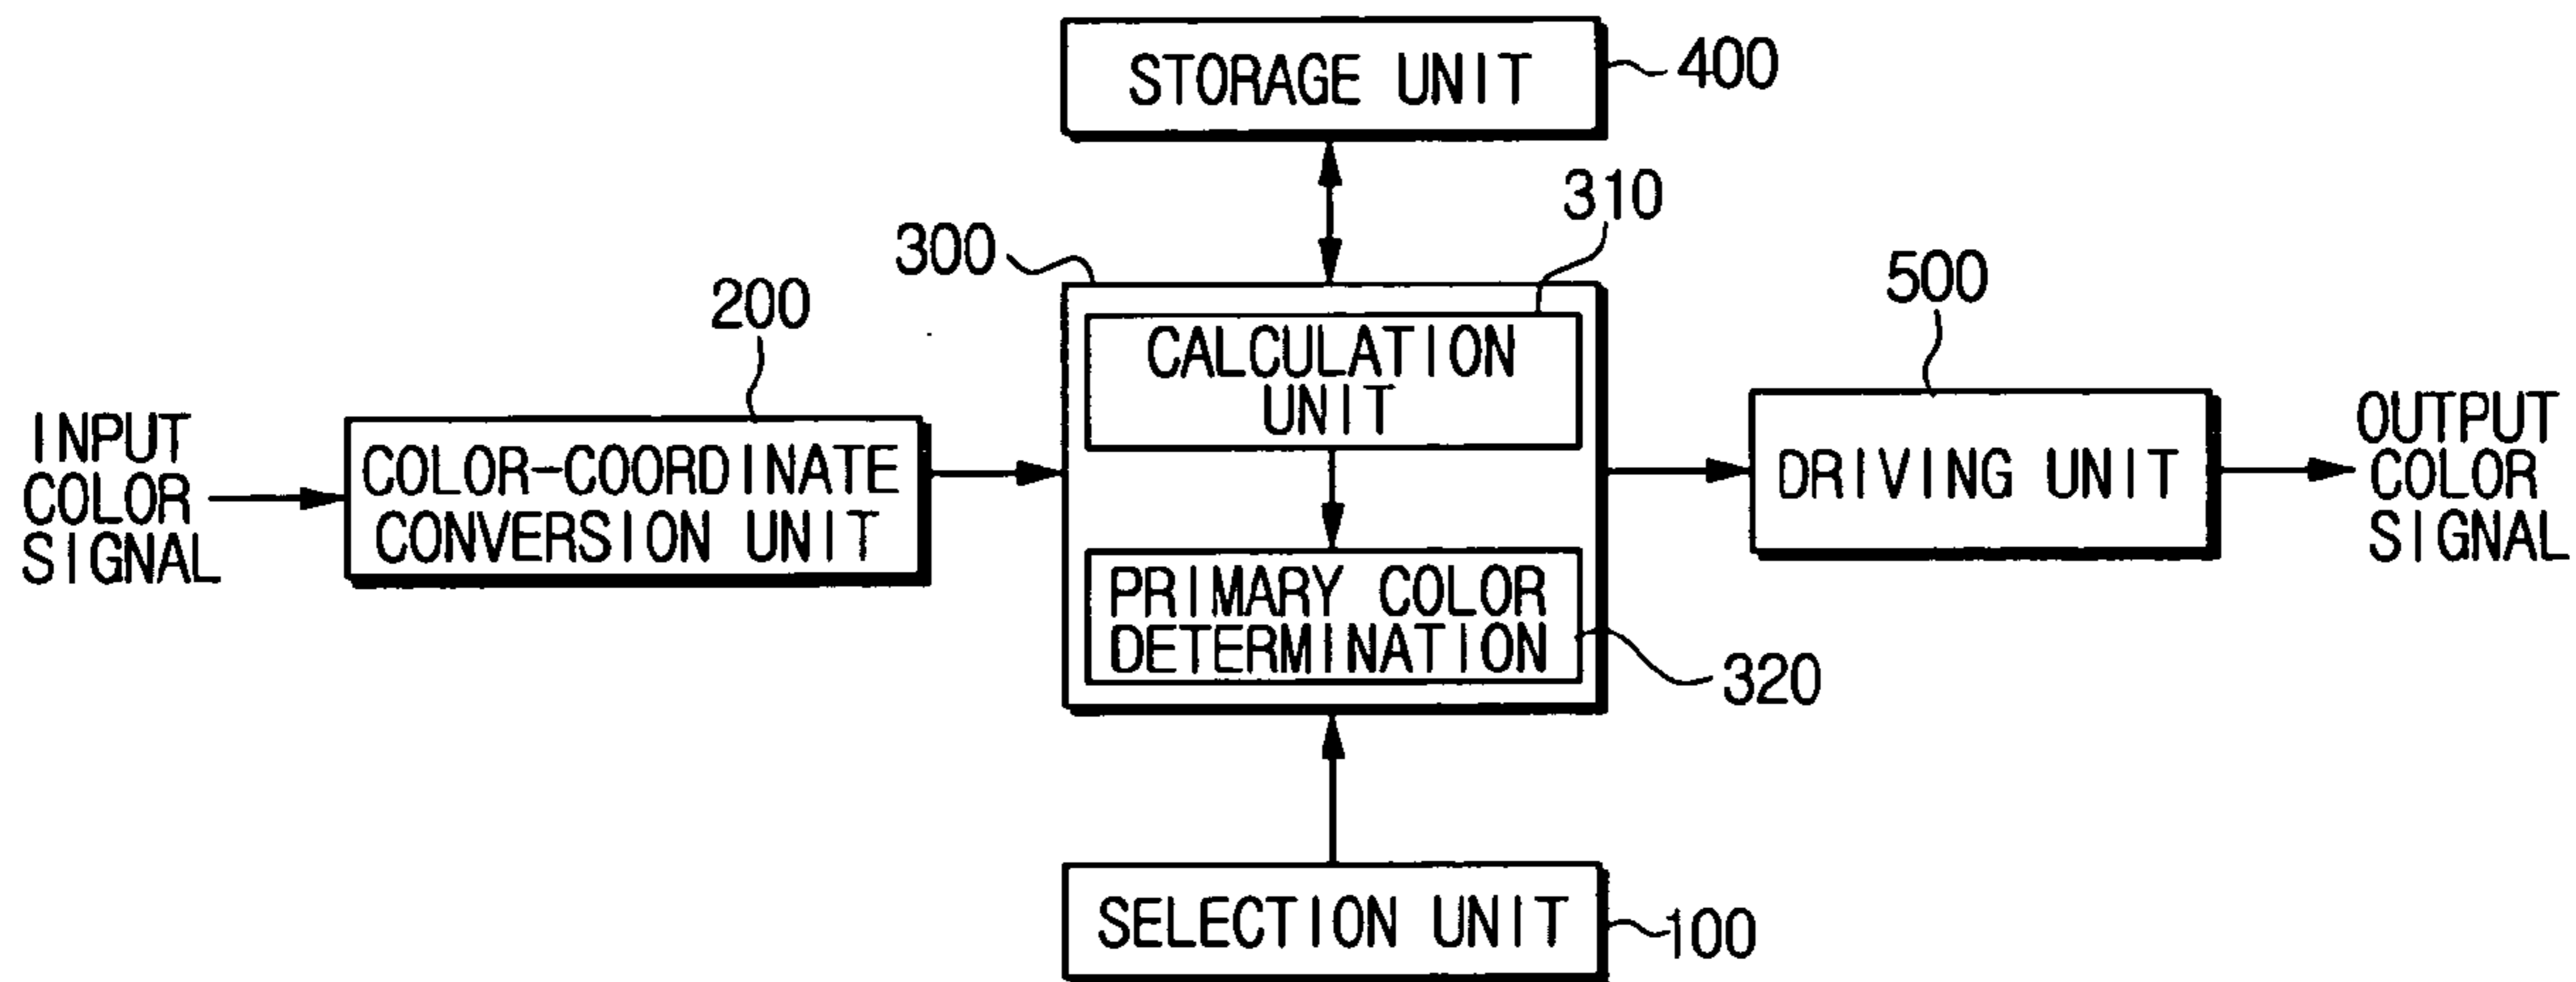 STORAGE UNIT
400
310
300
200
500
CALCULATION
UNIT
INPUT
COLOR
SIGNAL
COLOR-COORDINATE
CONVERSION UNIT
DRIVING UNIT
OUTPUT
COLOR
SIGNAL
PRIMARY COLOR
DETERMINATION
320
SELECTION UNIT
100